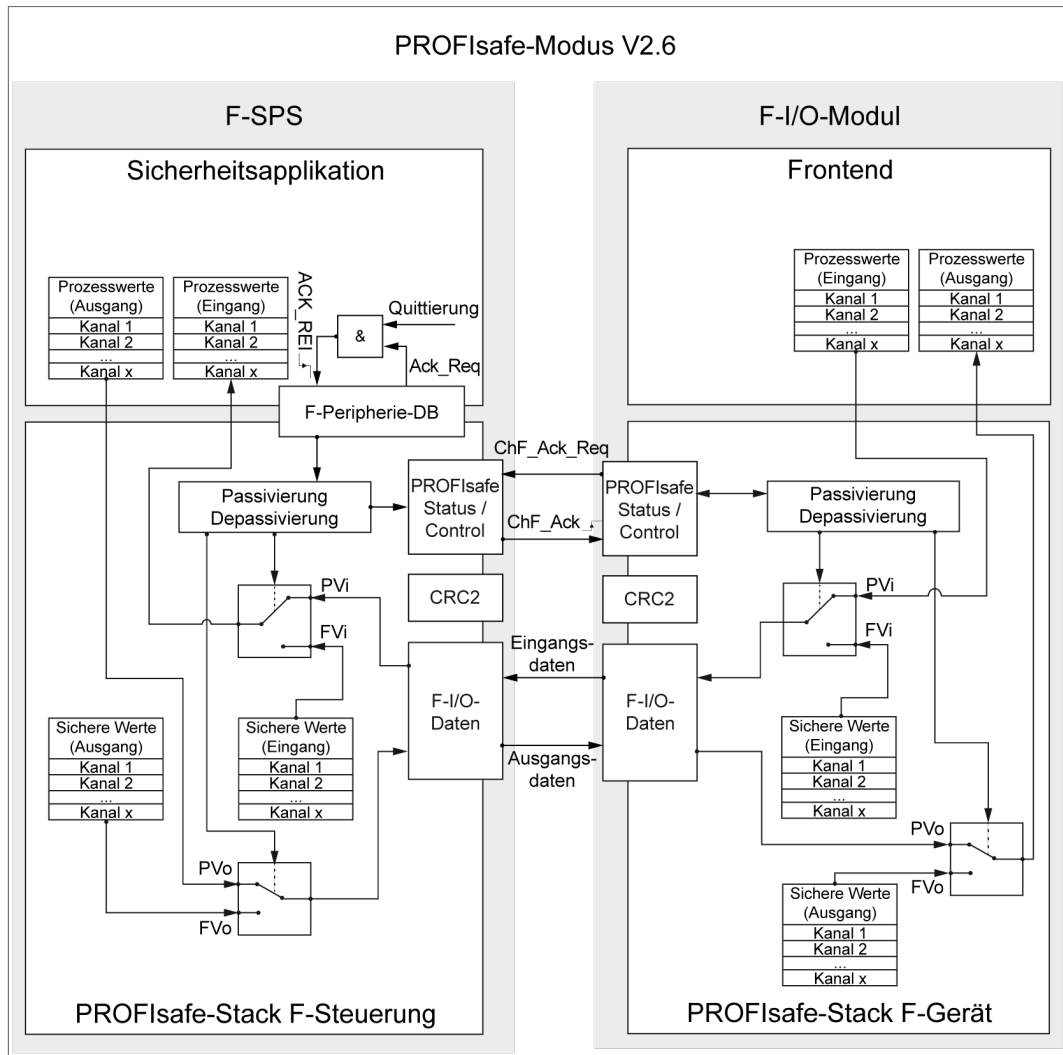 PROFIsafe-Modus V2.6
F-SPS
Sicherheitsapplikation
Prozesswerte
(Ausgang)
Kanal 1
Kanal 2
...
Kanal x
Prozesswerte
(Eingang)
Kanal 1
Kanal 2
...
Kanal x
ACK_REI
&
Quittierung
Ack_Req
F-Peripherie-DB
Passivierung
Depassivierung
PROFIsafe
Status /
Control
CRC2
F-I/O-
Daten
PVi
FVi
Sichere Werte
(Ausgang)
Kanal 1
Kanal 2
...
Kanal x
Sichere Werte
(Eingang)
Kanal 1
Kanal 2
...
Kanal x
PVo
FVo
PROFIsafe-Stack F-Steuerung
ChF_Ack_Req
ChF_Ack_
Eingangs-
daten
Ausgangs-
daten
F-I/O-Modul
Frontend
Prozesswerte
(Eingang)
Kanal 1
Kanal 2
...
Kanal x
Prozesswerte
(Ausgang)
Kanal 1
Kanal 2
...
Kanal x
PROFIsafe
Status /
Control
Passivierung
Depassivierung
CRC2
F-I/O-
Daten
PVi
FVi
Sichere Werte
(Eingang)
Kanal 1
Kanal 2
...
Kanal x
PVo
FVo
Sichere Werte
(Ausgang)
Kanal 1
Kanal 2
...
Kanal x
PROFIsafe-Stack F-Gerät